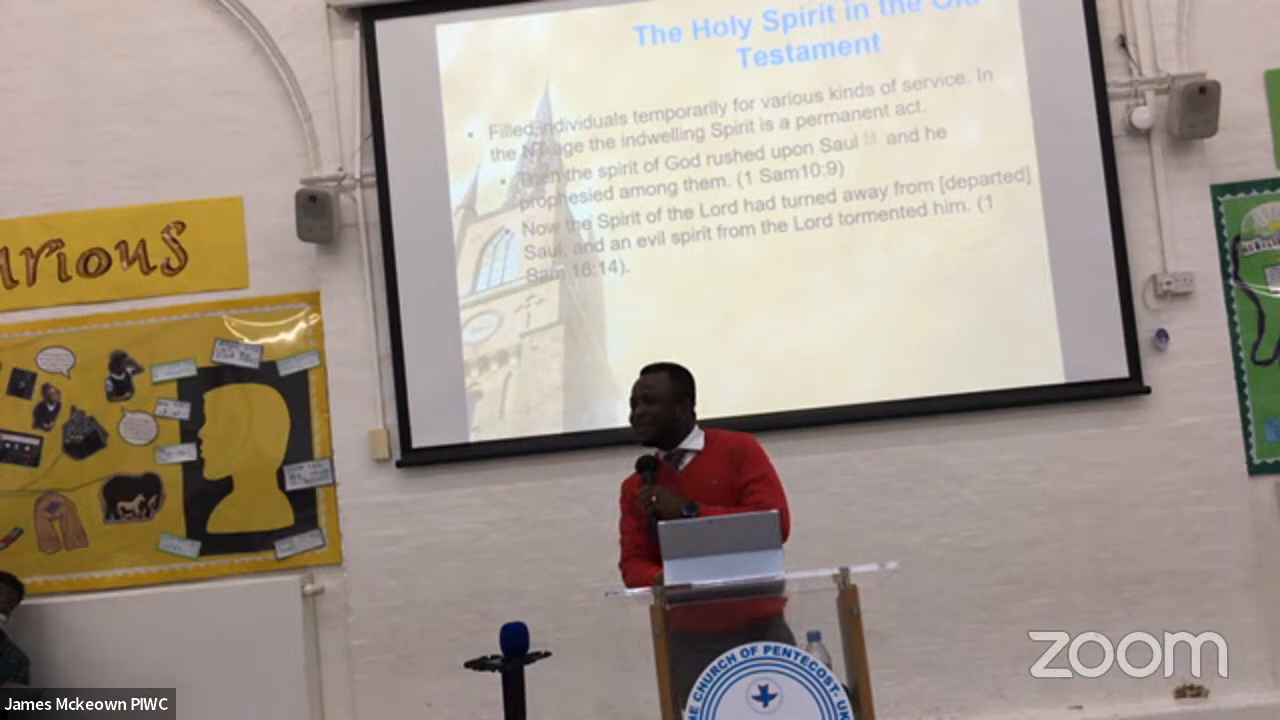 The Holy Spirit in the Old
Testament
• Filled individuals temporarily for various kinds of service. In
the NT age the indwelling Spirit is a permanent act.
• Then the spirit of God rushed upon Saul and he
prophesied among them. (1 Sam10:9)
• Now the Spirit of the Lord had turned away from [departed]
Saul, and an evil spirit from the Lord tormented him. (1
Sam 16:14).
THE CHURCH OF PENTECOST- UK
zoom
James Mckeown PIWC